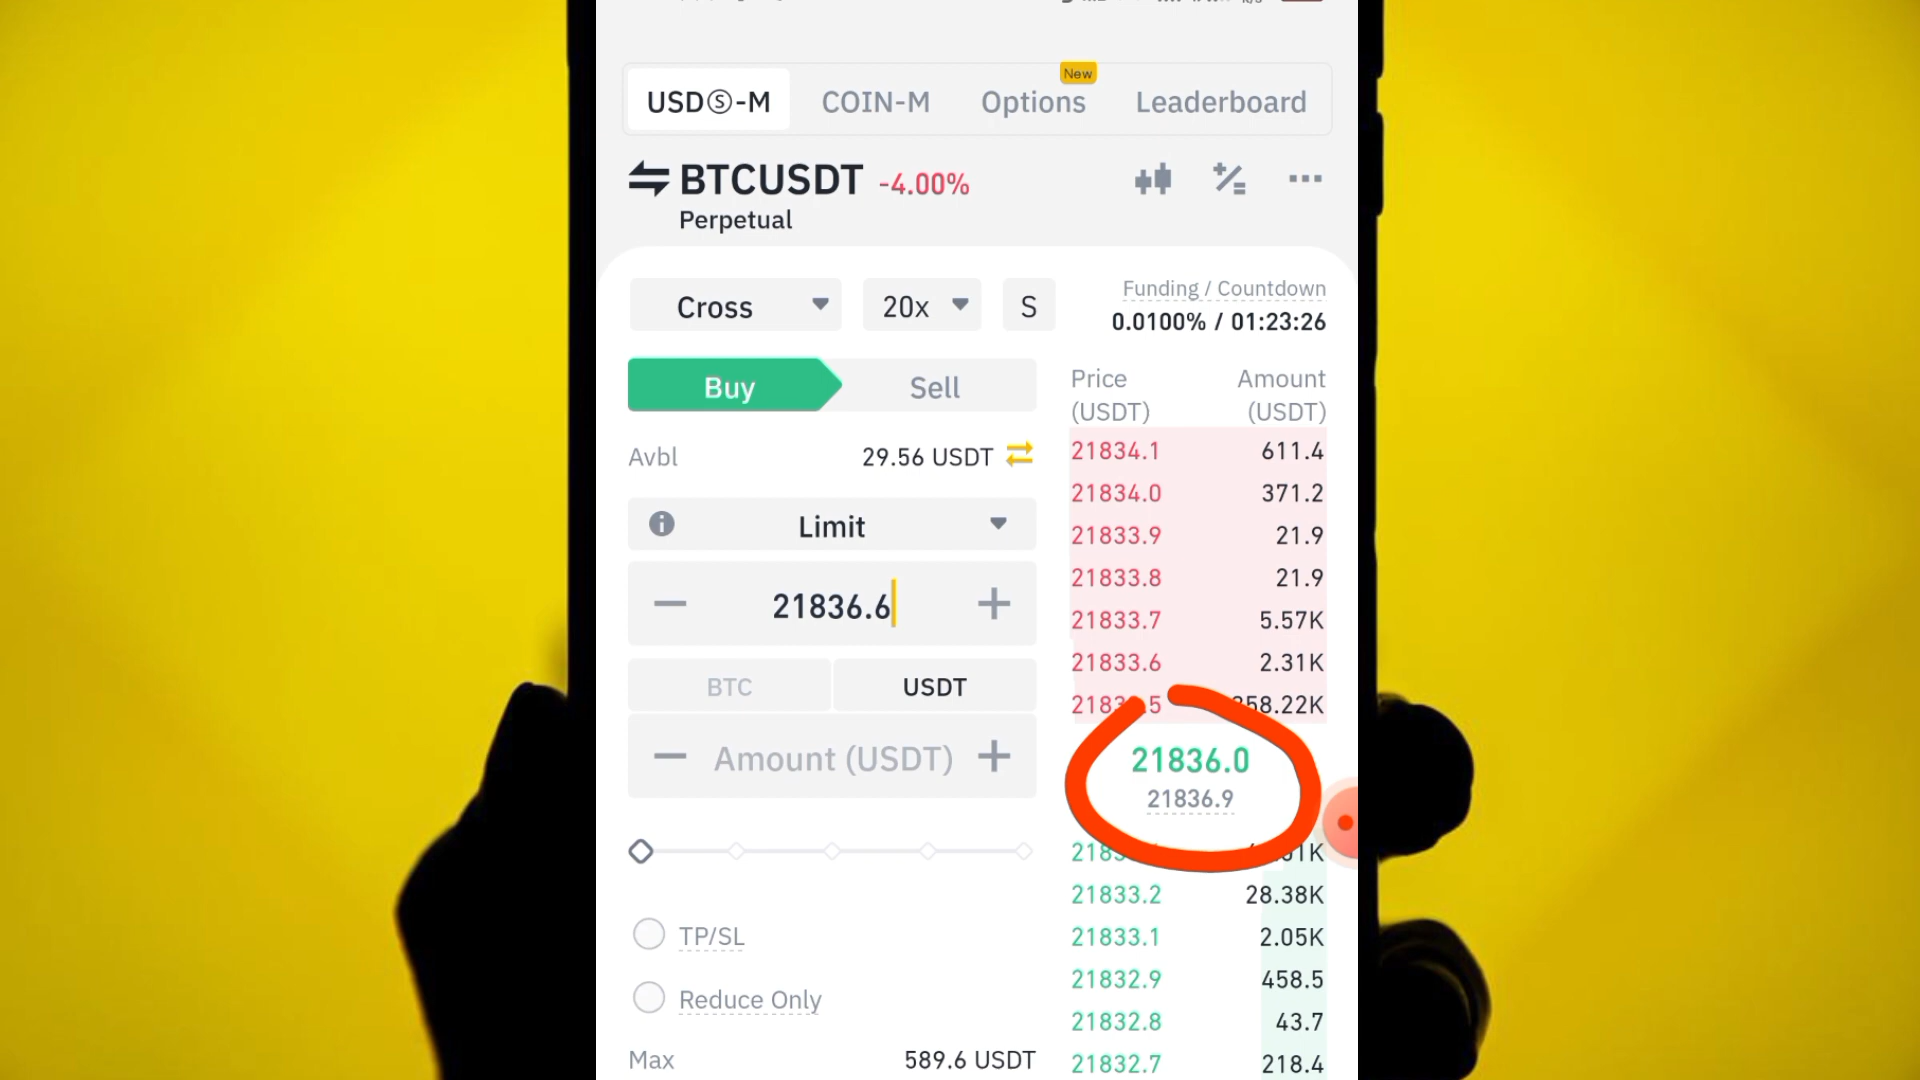 USDⓈ-M COIN-M Options New Leaderboard
BTCUSDT -4.00%
Perpetual
Cross 20x S
Funding / Countdown
0.0100% / 01:23:26
Buy Sell
Avbl 29.56 USDT
Limit
21836.6
BTC USDT
Amount (USDT)
TP/SL
Reduce Only
Max 589.6 USDT
Price Amount
(USDT) (USDT)
21834.1 611.4
21834.0 371.2
21833.9 21.9
21833.8 21.9
21833.7 5.57K
21833.6 2.31K
21836.0
21836.9
21833.2 28.38K
21833.1 2.05K
21832.9 458.5
21832.8 43.7
21832.7 218.4